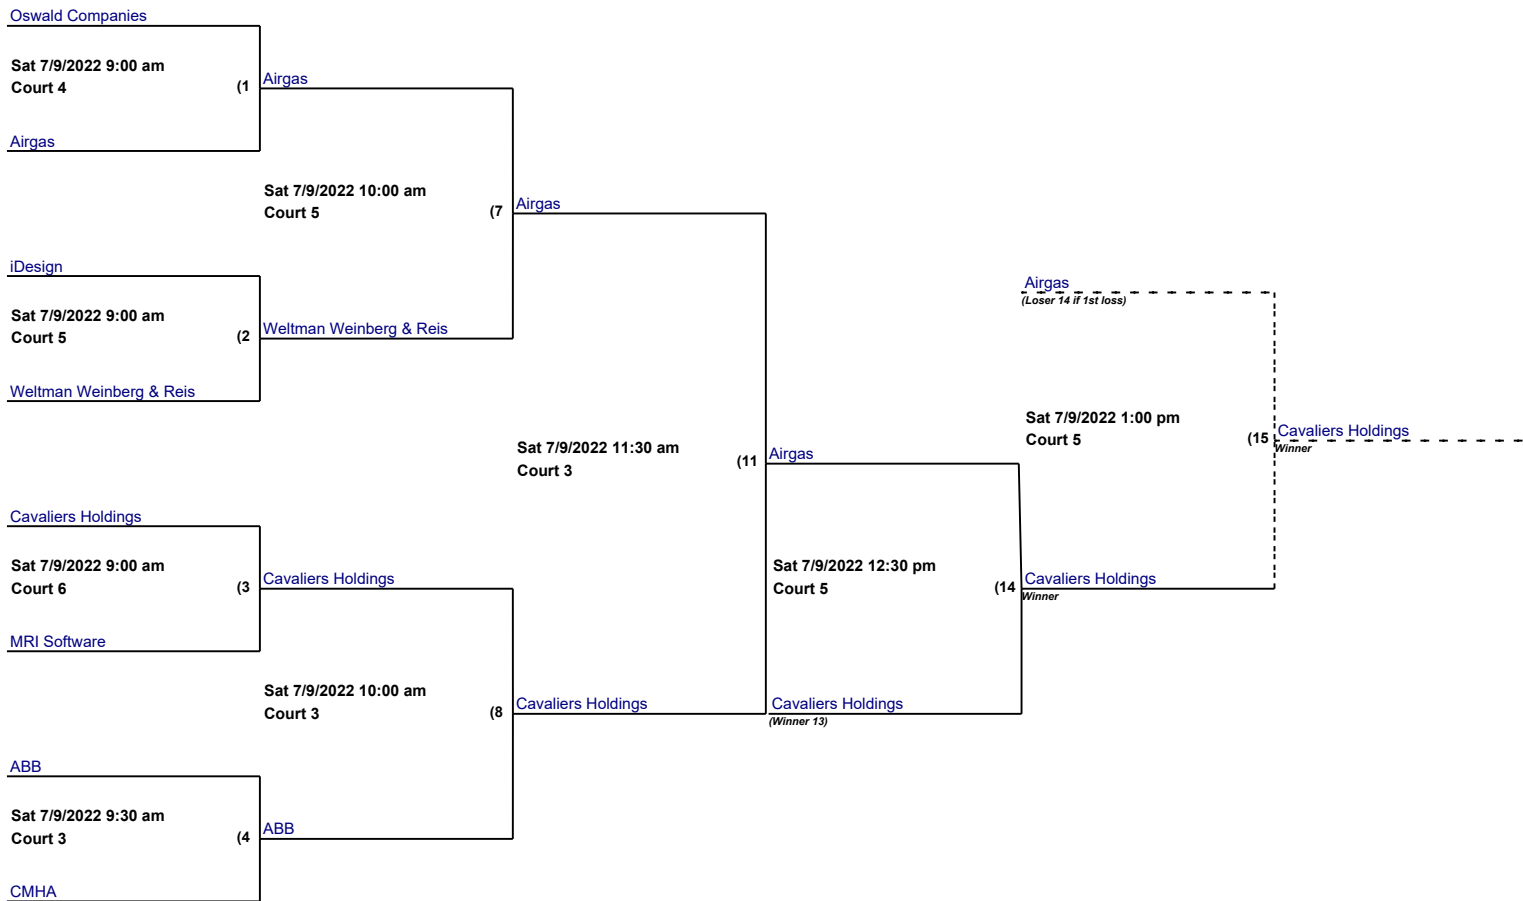 Oswald Companies
Sat 7/9/2022 9:00 am
Court 4
(1
Airgas
Airgas
Sat 7/9/2022 10:00 am
Court 5
(7
Airgas
iDesign
Sat 7/9/2022 9:00 am
Court 5
(2
Weltman Weinberg & Reis
Weltman Weinberg & Reis
Sat 7/9/2022 11:30 am
Court 3
(11
Airgas
Airgas
(Loser 14 if 1st loss)
Sat 7/9/2022 1:00 pm
Court 5
(15
Cavaliers Holdings
Winner
Cavaliers Holdings
Sat 7/9/2022 9:00 am
Court 6
(3
Cavaliers Holdings
MRI Software
Sat 7/9/2022 12:30 pm
Court 5
(14
Cavaliers Holdings
Winner
Sat 7/9/2022 10:00 am
Court 3
(8
Cavaliers Holdings
Cavaliers Holdings
(Winner 13)
ABB
Sat 7/9/2022 9:30 am
Court 3
(4
ABB
CMHA